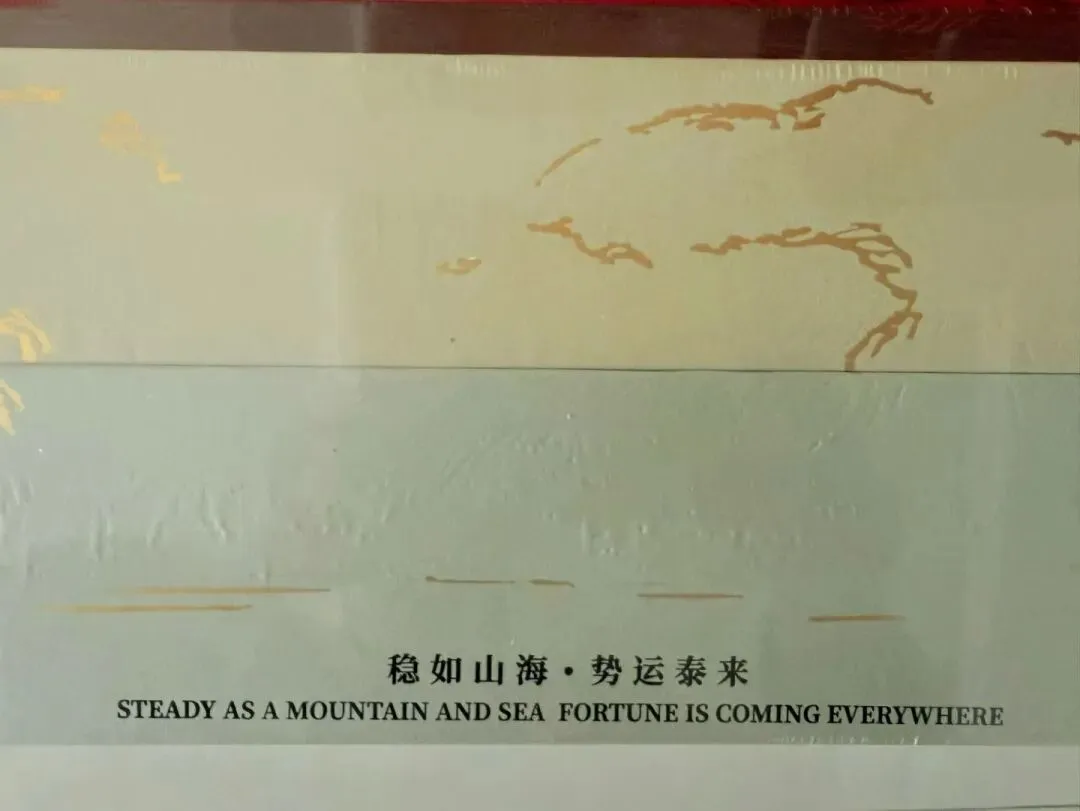 稳如山海·势运泰来
STEADY AS A MOUNTAIN AND SEA FORTUNE IS COMING EVERYWHERE